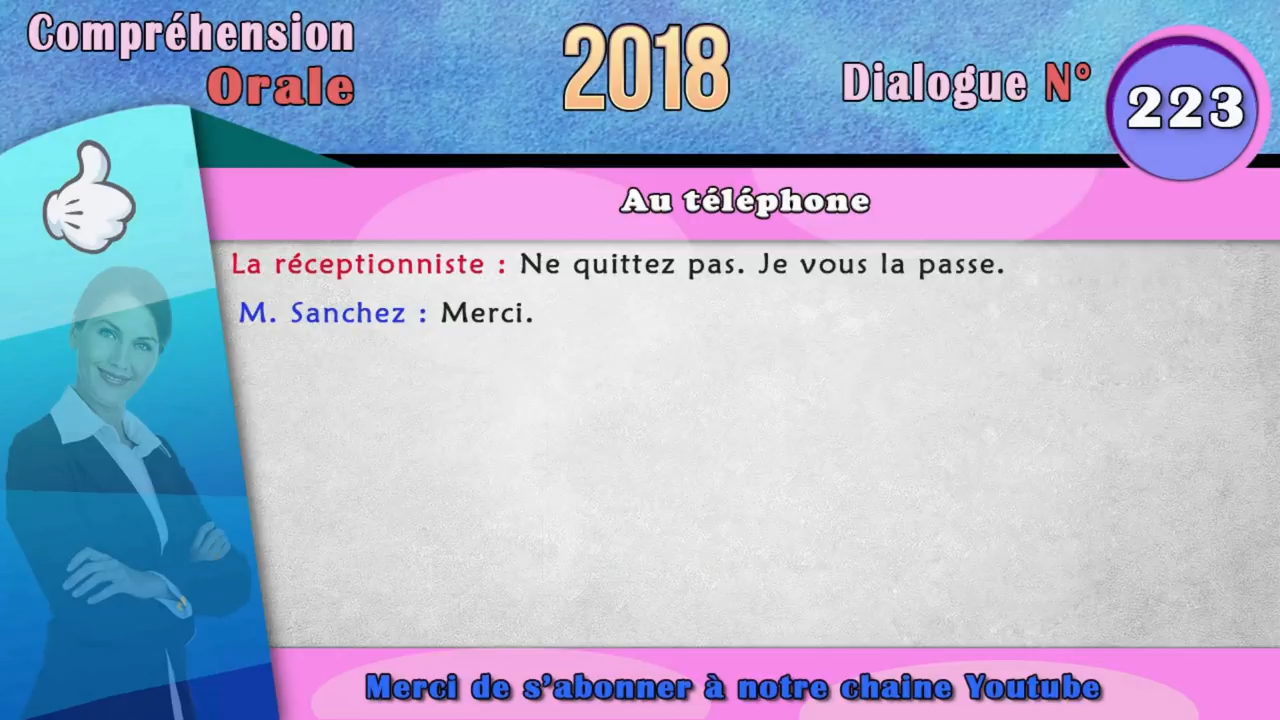 Compréhension
Orale
2018
Dialogue N°
223
Au téléphone
La réceptionniste : Ne quittez pas. Je vous la passe.
M. Sanchez : Merci.
Merci de s'abonner à notre chaine Youtube